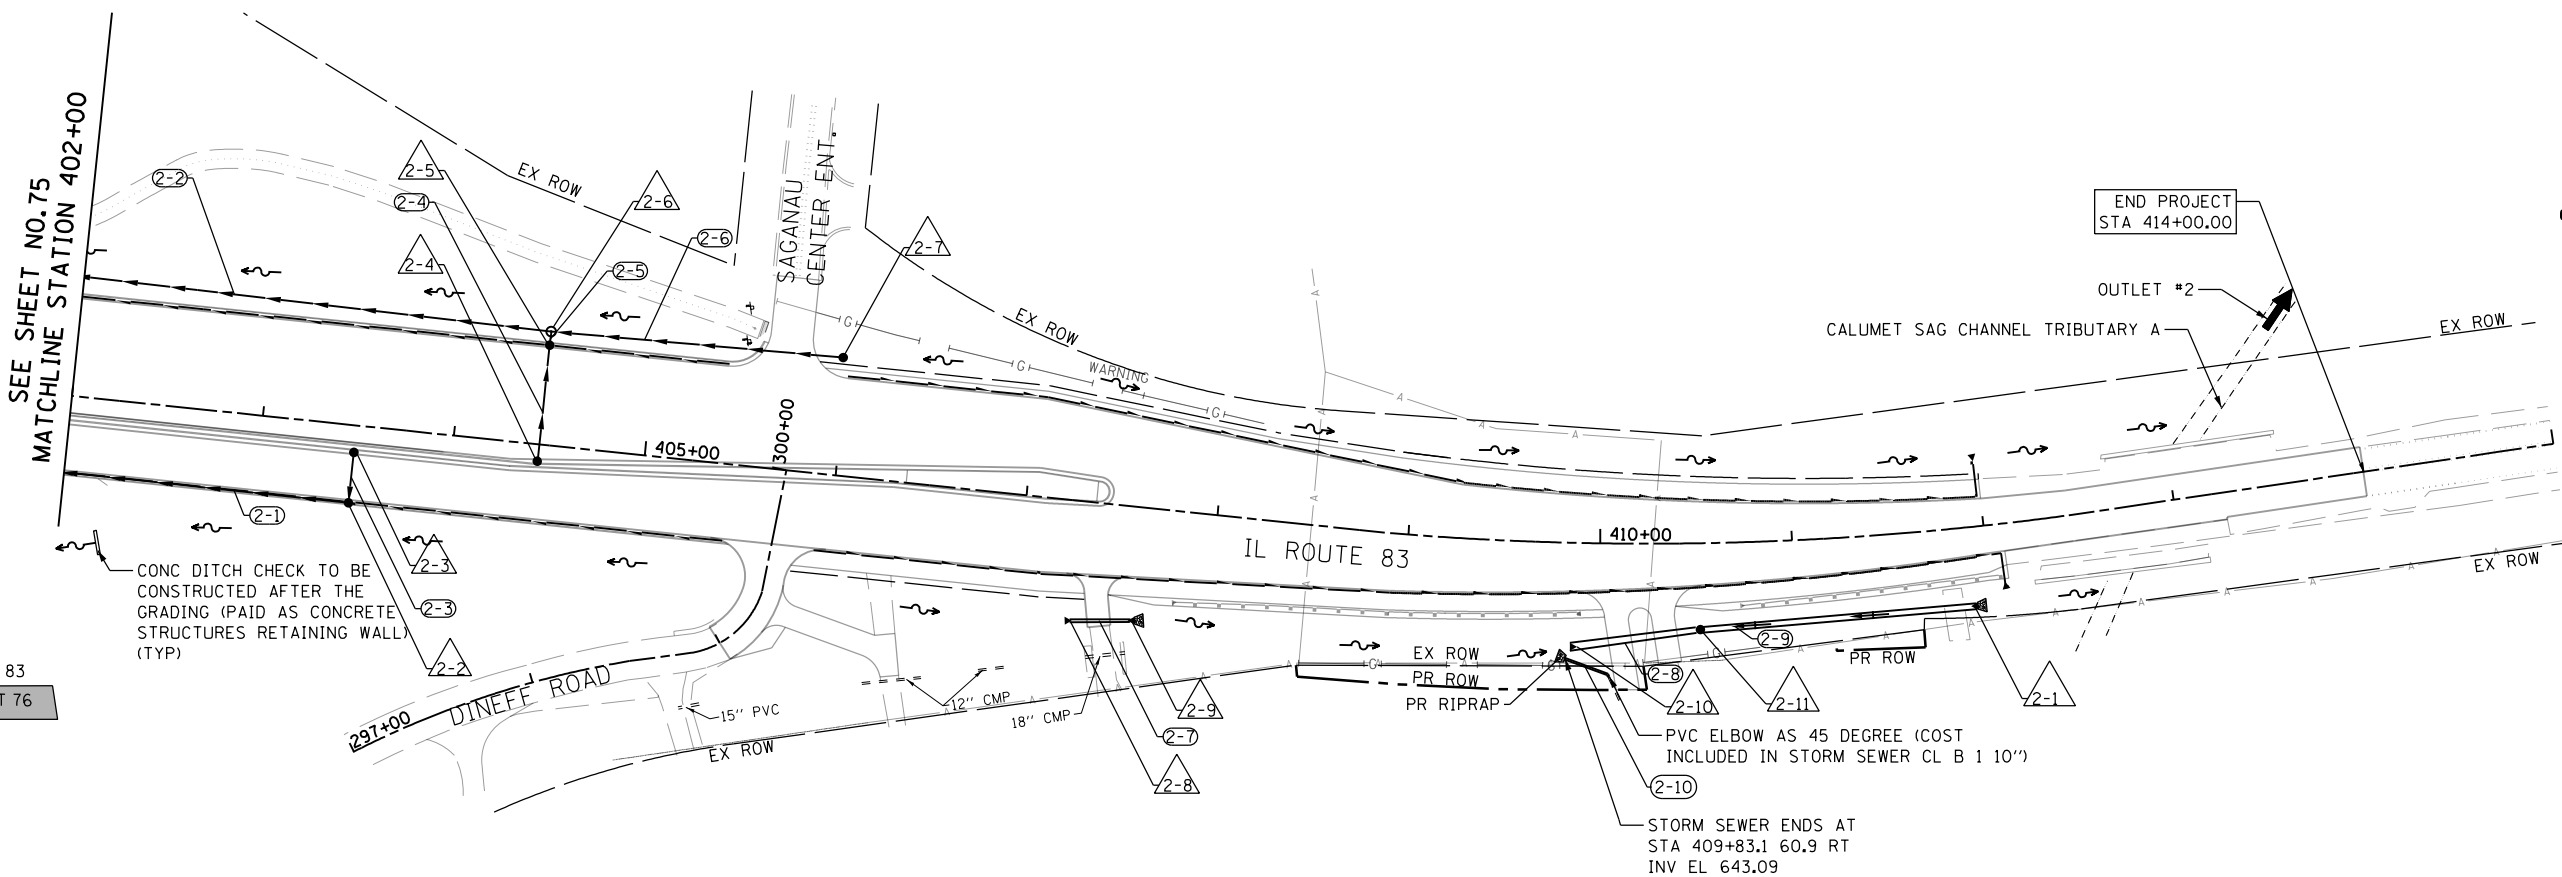 SEE SHEET NO.75
MATCHLINE STATION 402+00
2-2
2-5
2-4
2-4
EX ROW
2-6
2-6
2-5
SAGANAU
CENTER ENT.
2-7
G
EX ROW
G
WARNING
G
A
A
A
A
A
END PROJECT
STA 414+00.00
OUTLET #2
CALUMET SAG CHANNEL TRIBUTARY A
EX ROW
405+00
300+00
410+00
IL ROUTE 83
A
A
A
2-1
2-3
2-3
2-2
CONC DITCH CHECK TO BE
CONSTRUCTED AFTER THE
GRADING (PAID AS CONCRETE
STRUCTURES RETAINING WALL)
(TYP)
83
T 76
297+00
DINEFF ROAD
15" PVC
12" CMP
18" CMP
EX ROW
2-9
2-7
2-8
EX ROW
G
A
G
PR ROW
PR RIPRAP
2-8
2-10
2-11
2-9
G
A
A
PR ROW
2-1
EX ROW
A
A
A
A
A
A
PVC ELBOW AS 45 DEGREE (COST
INCLUDED IN STORM SEWER CL B 1 10")
2-10
STORM SEWER ENDS AT
STA 409+83.1 60.9 RT
INV EL 643.09